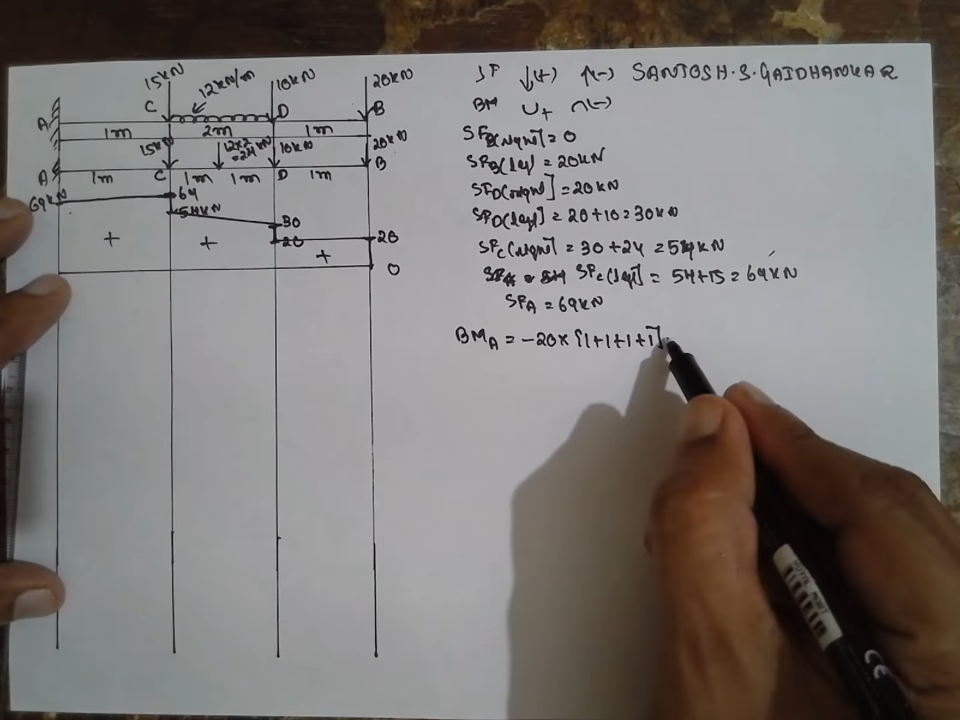 SF ↓(+) ↑(-) SANTOSH.S.GAIDHANKAR
BM ∪+ ∩(-)
15KN 12KN/m 10KN 20KN
A C D B
1m 2m 1m
15KN 12x2=24KN 10KN 20KN
A 1m C 1m 1m D 1m B
69KN 69
54KN
30
20 20
+ + +
0
SFB(right) = 0
SFB(left) = 20KN
SFD(right) = 20KN
SFD(left) = 20+10=30KN
SFC(right) = 30+24 = 54KN
SFC(left) = 54+15 = 69KN
SFA = 69KN
BMA = -20x[1+1+1+1]
CE